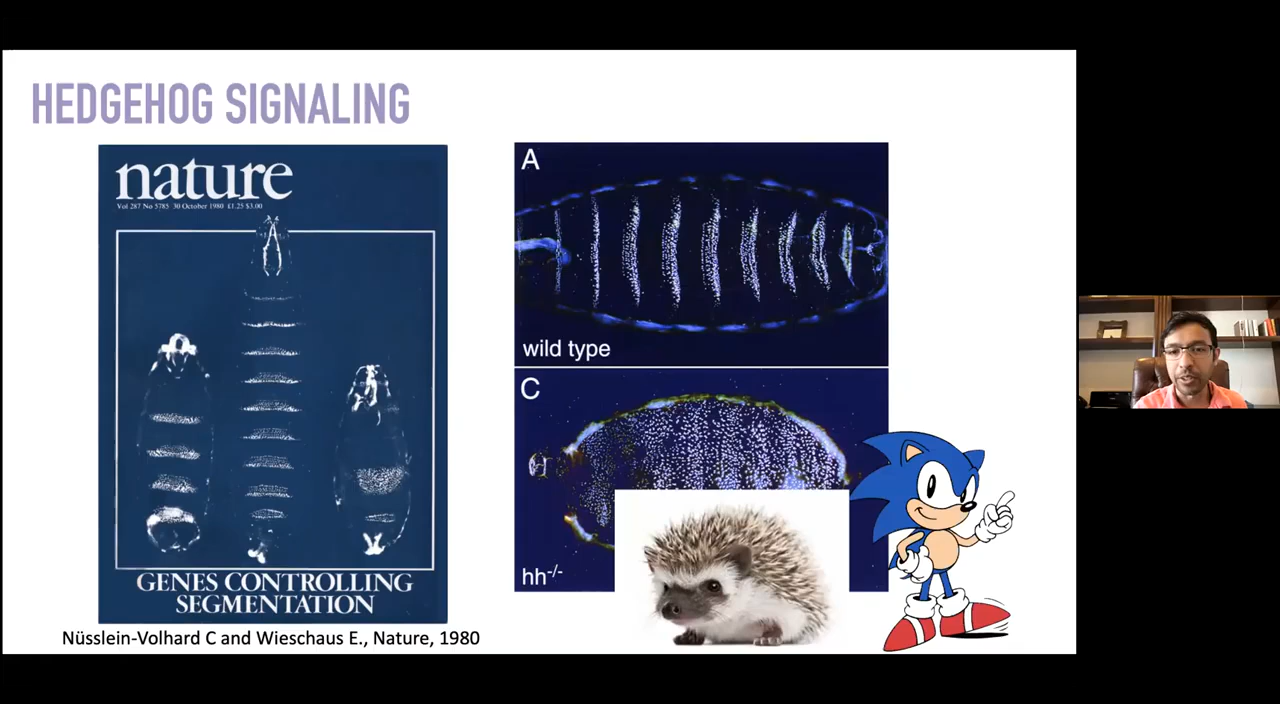 HEDGEHOG SIGNALING
nature
Vol 287 No 5785 30 October 1980 £1.25 $3.00
GENES CONTROLLING
SEGMENTATION
Nüsslein-Volhard C and Wieschaus E., Nature, 1980
A
wild type
C
hh-/-